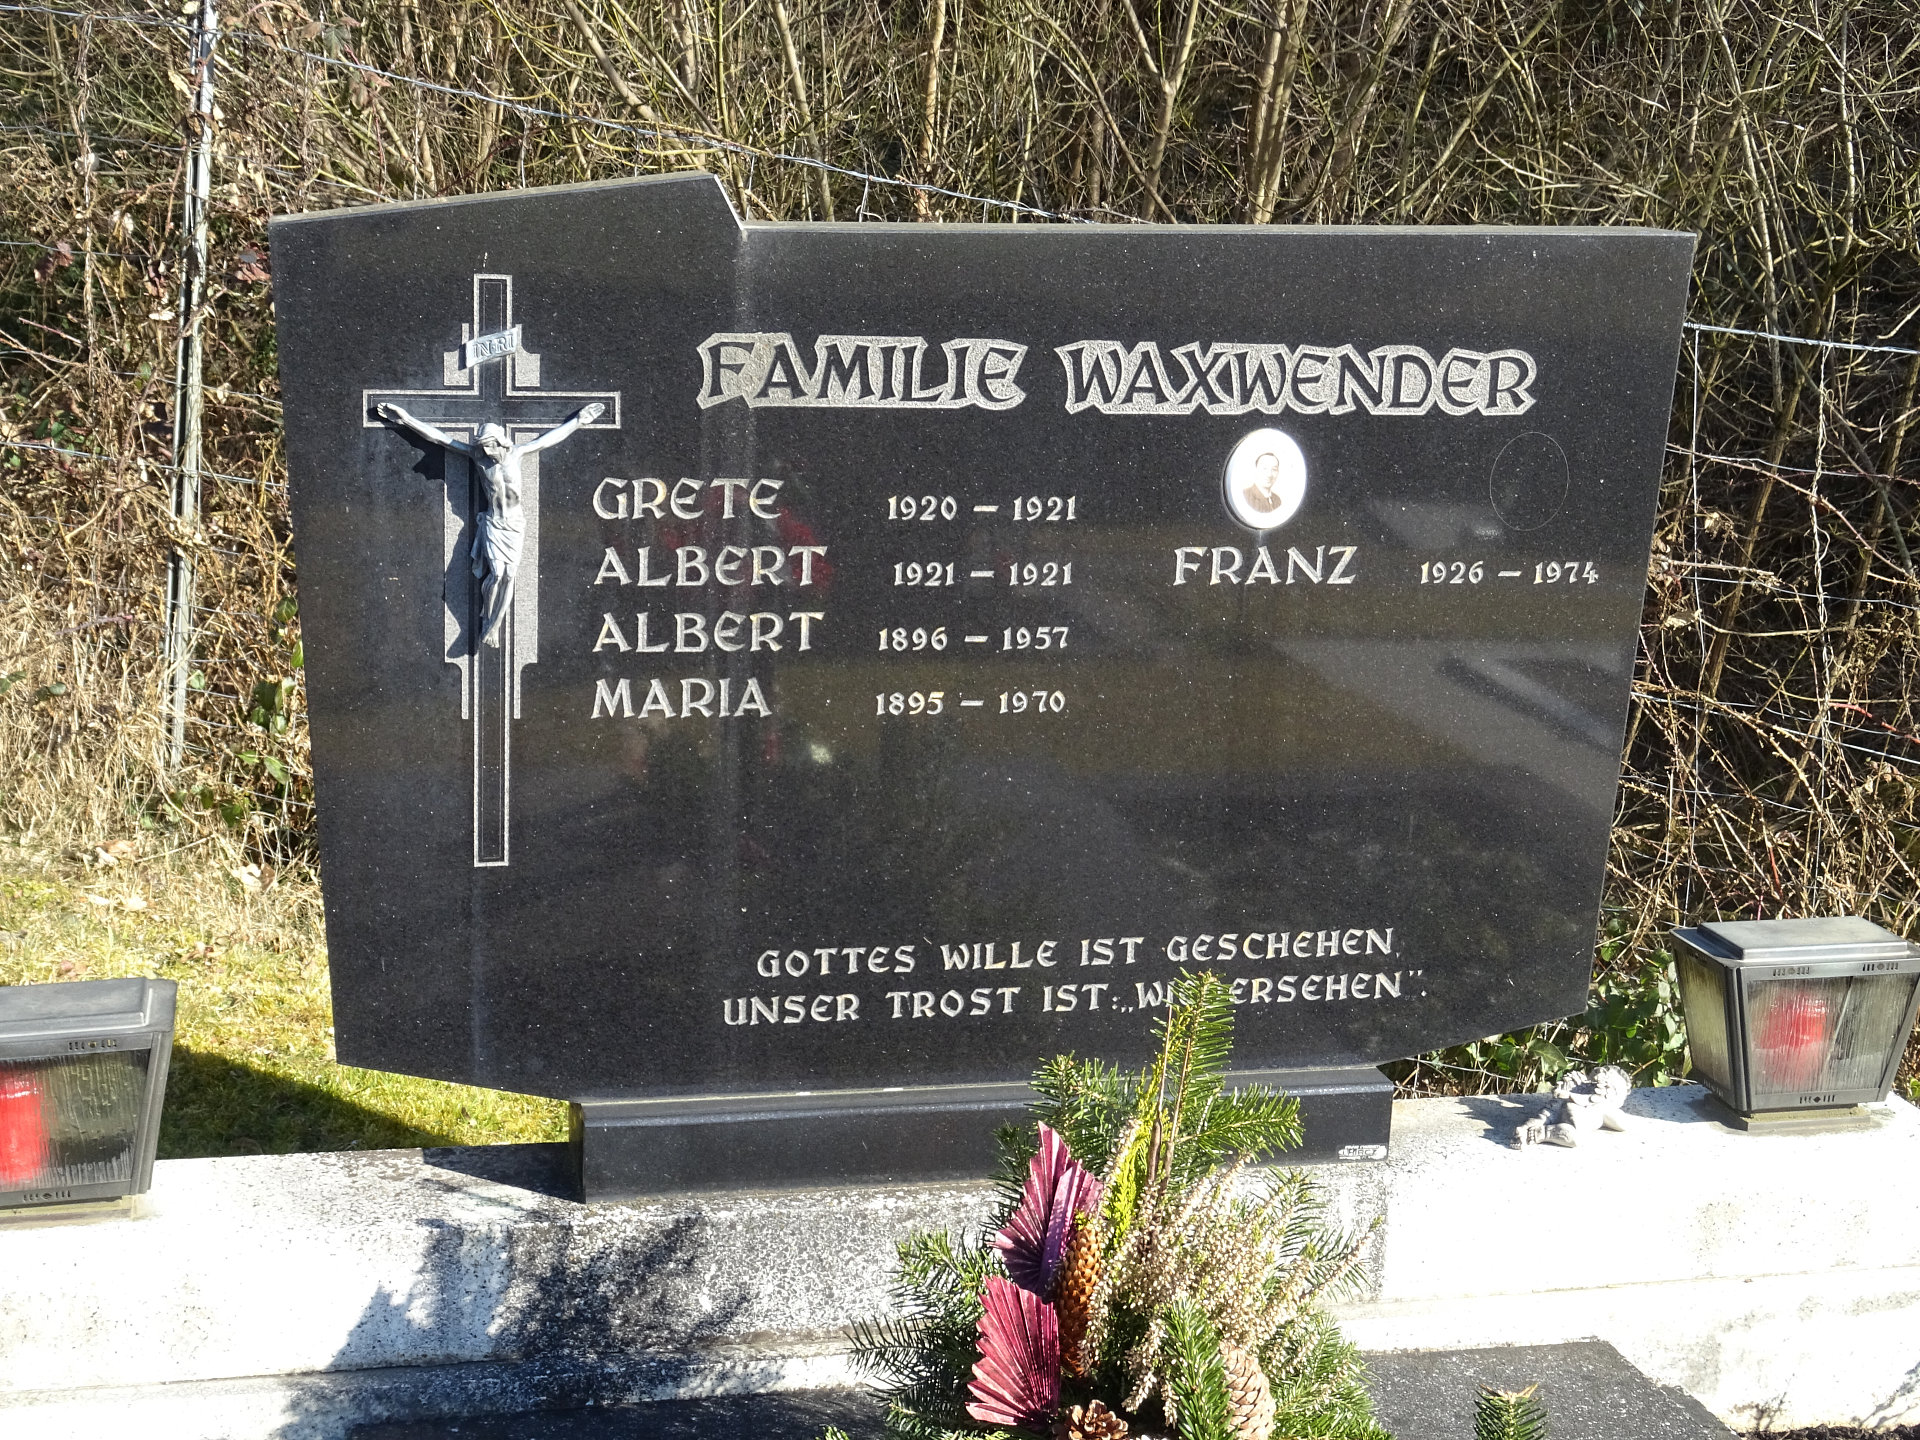 INRI
FAMILIE WAXWENDER
GRETE 1920 – 1921
ALBERT 1921 – 1921
ALBERT 1896 – 1957
MARIA 1895 – 1970
FRANZ 1926 – 1974
GOTTES WILLE IST GESCHEHEN,
UNSER TROST IST: „WIEDERSEHEN".